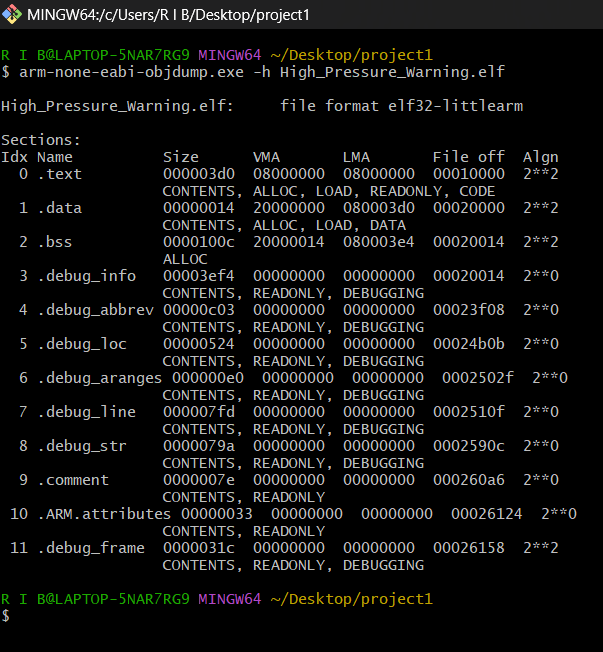 MINGW64:/c/Users/R I B/Desktop/project1
R I B@LAPTOP-5NAR7RG9 MINGW64 ~/Desktop/project1
$ arm-none-eabi-objdump.exe -h High_Pressure_Warning.elf
High_Pressure_Warning.elf:     file format elf32-littlearm
Sections:
Idx Name          Size      VMA       LMA       File off  Algn
  0 .text         000003d0  08000000  08000000  00010000  2**2
                  CONTENTS, ALLOC, LOAD, READONLY, CODE
  1 .data         00000014  20000000  080003d0  00020000  2**2
                  CONTENTS, ALLOC, LOAD, DATA
  2 .bss          0000100c  20000014  080003e4  00020014  2**2
                  ALLOC
  3 .debug_info   00003ef4  00000000  00000000  00020014  2**0
                  CONTENTS, READONLY, DEBUGGING
  4 .debug_abbrev 00000c03  00000000  00000000  00023f08  2**0
                  CONTENTS, READONLY, DEBUGGING
  5 .debug_loc    00000524  00000000  00000000  00024b0b  2**0
                  CONTENTS, READONLY, DEBUGGING
  6 .debug_aranges 000000e0  00000000  00000000  0002502f  2**0
                  CONTENTS, READONLY, DEBUGGING
  7 .debug_line   000007fd  00000000  00000000  0002510f  2**0
                  CONTENTS, READONLY, DEBUGGING
  8 .debug_str    0000079a  00000000  00000000  0002590c  2**0
                  CONTENTS, READONLY, DEBUGGING
  9 .comment      0000007e  00000000  00000000  000260a6  2**0
                  CONTENTS, READONLY
 10 .ARM.attributes 00000033  00000000  00000000  00026124  2**0
                  CONTENTS, READONLY
 11 .debug_frame  0000031c  00000000  00000000  00026158  2**2
                  CONTENTS, READONLY, DEBUGGING
R I B@LAPTOP-5NAR7RG9 MINGW64 ~/Desktop/project1
$